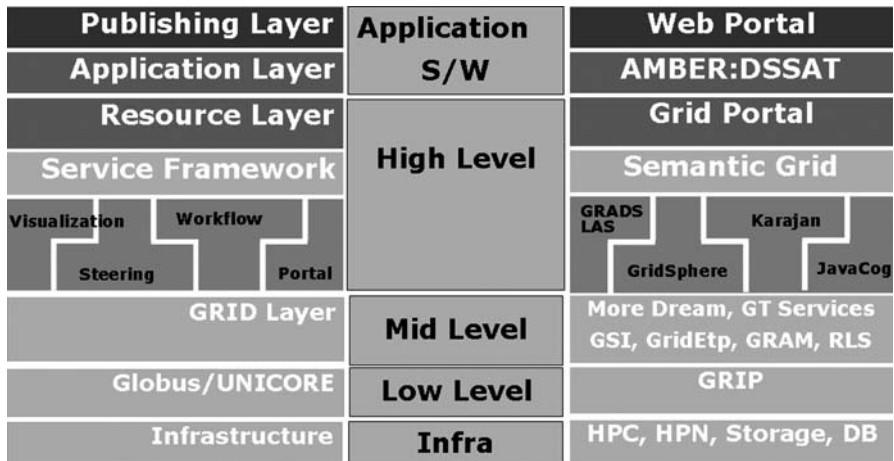 Publishing Layer
Application Layer
Resource Layer
Service Framework
Visualization
Workflow
Steering
Portal
GRID Layer
Globus/UNICORE
Infrastructure
Application
S/W
High Level
Mid Level
Low Level
Infra
Web Portal
AMBER:DSSAT
Grid Portal
Semantic Grid
GRADS
LAS
Karajan
GridSphere
JavaCog
More Dream, GT Services
GSI, GridEtp, GRAM, RLS
GRIP
HPC, HPN, Storage, DB